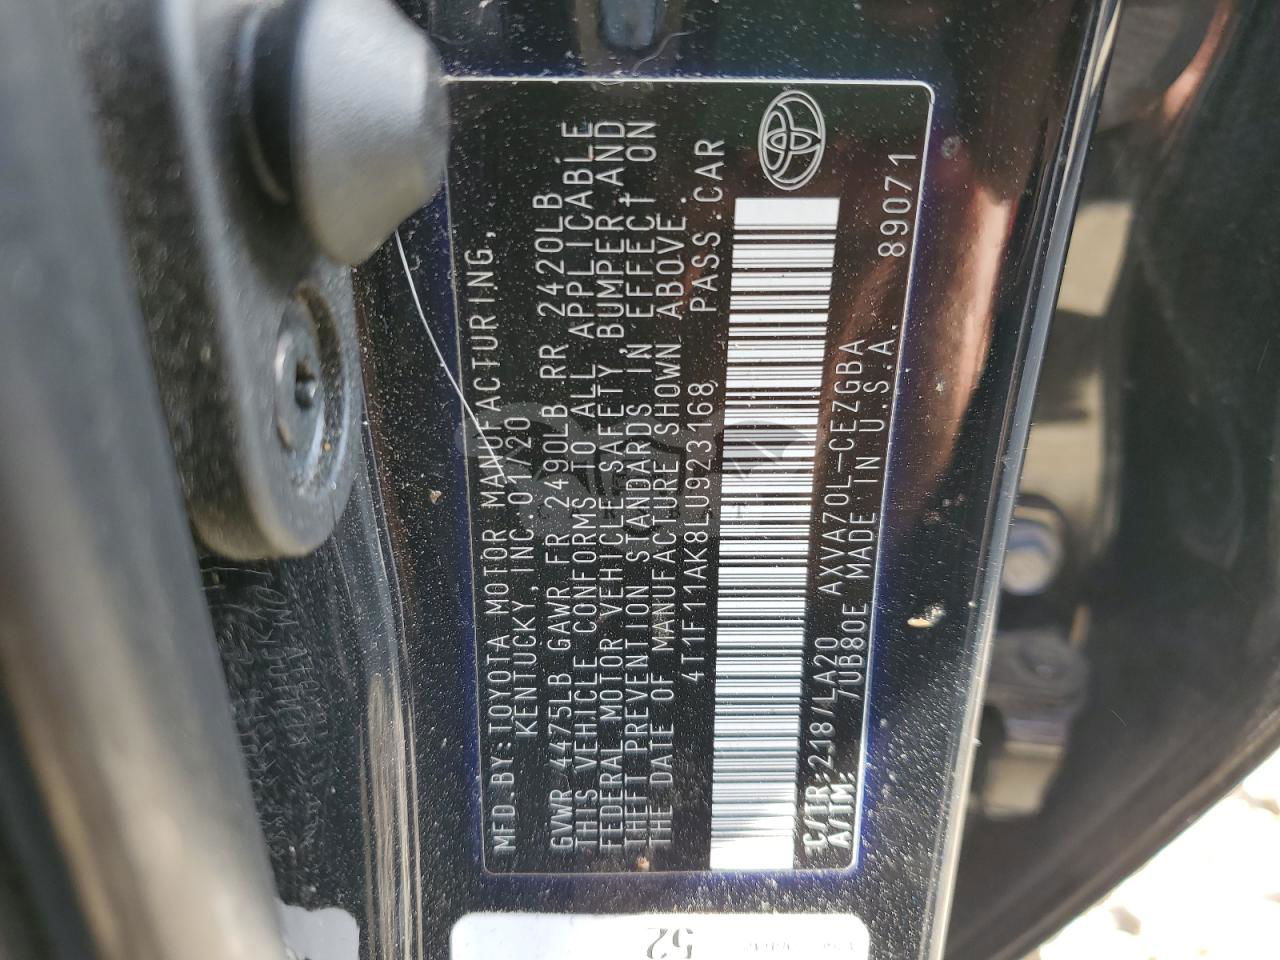 MFD.BY:TOYOTA MOTOR MANUFACTURING,
KENTUCKY, INC.01/20
GVWR 4475LB GAWR FR 2490LB RR 2420LB
THIS VEHICLE CONFORMS TO ALL APPLICABLE
FEDERAL MOTOR VEHICLE SAFETY, BUMPER, AND
THEFT PREVENTION STANDARDS IN EFFECT ON
THE DATE OF MANUFACTURE SHOWN ABOVE.
4T1F11AK8LU923168 PASS.CAR
C/TR:218/LA20 AXVA70L-CEZGBA
A/TM: /UB80E MADE IN U.S.A. 89071
52